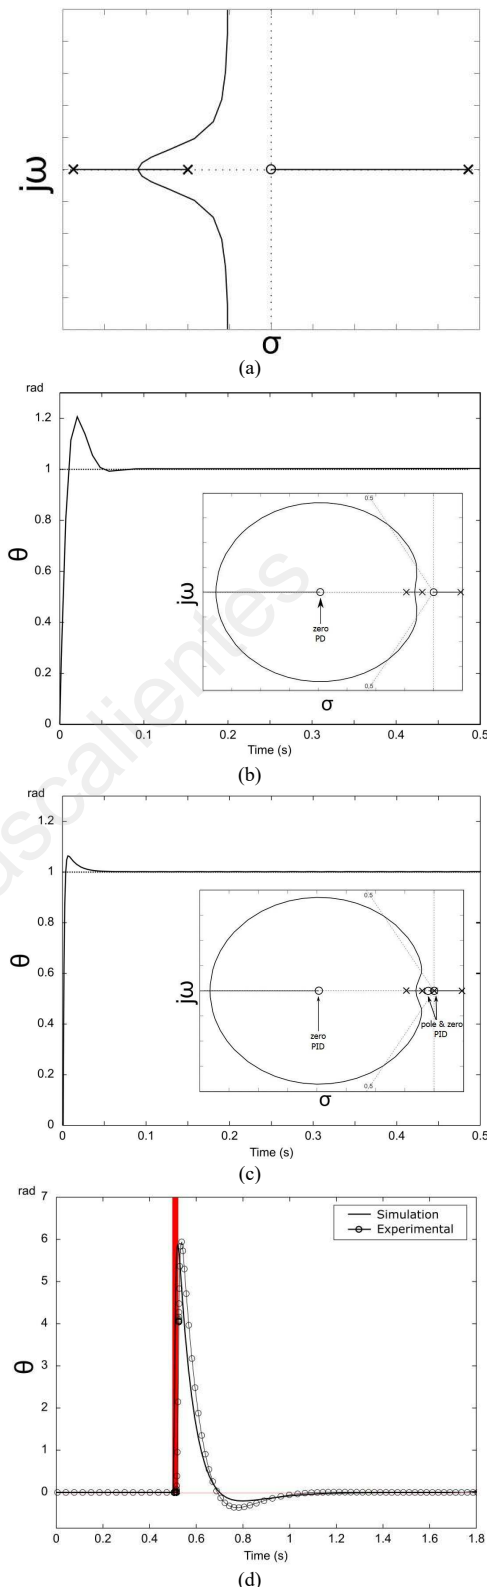 jω
σ
(a)
rad
1.2
1
0.8
0.6
0.4
0.2
0
θ
0.5
jω
zero
PD
0.5
σ
0
0.1
0.2
0.3
0.4
0.5
Time (s)
(b)
rad
1.2
1
0.8
0.6
0.4
0.2
0
θ
0.5
jω
zero
PID
pole & zero
PID
0.5
σ
0
0.1
0.2
0.3
0.4
0.5
Time (s)
(c)
rad
7
6
5
4
3
2
1
0
θ
Simulation
Experimental
0
0.2
0.4
0.6
0.8
1
1.2
1.4
1.6
1.8
Time (s)
(d)
ascalientes